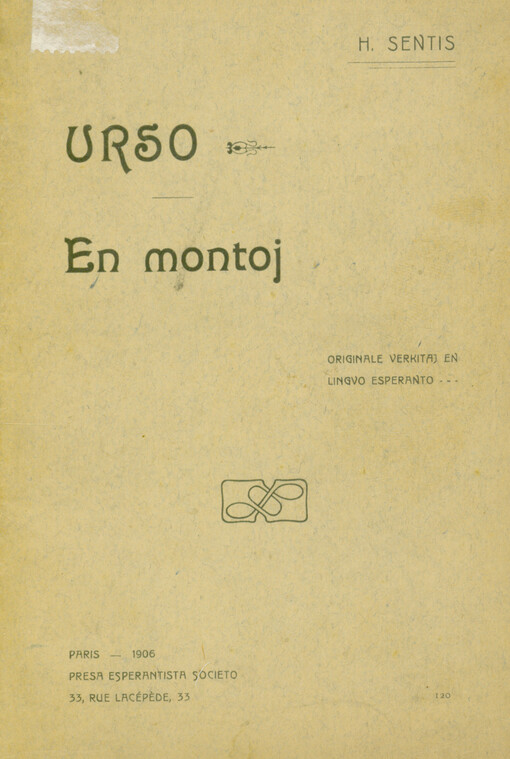 H. SENTIS
URSO
En montoj
ORIGINALE VERKITAJ EN
LINGVO ESPERANTO - - -
PARIS — 1906
PRESA ESPERANTISTA SOCIETO
33, RUE LACÉPÈDE, 33
120